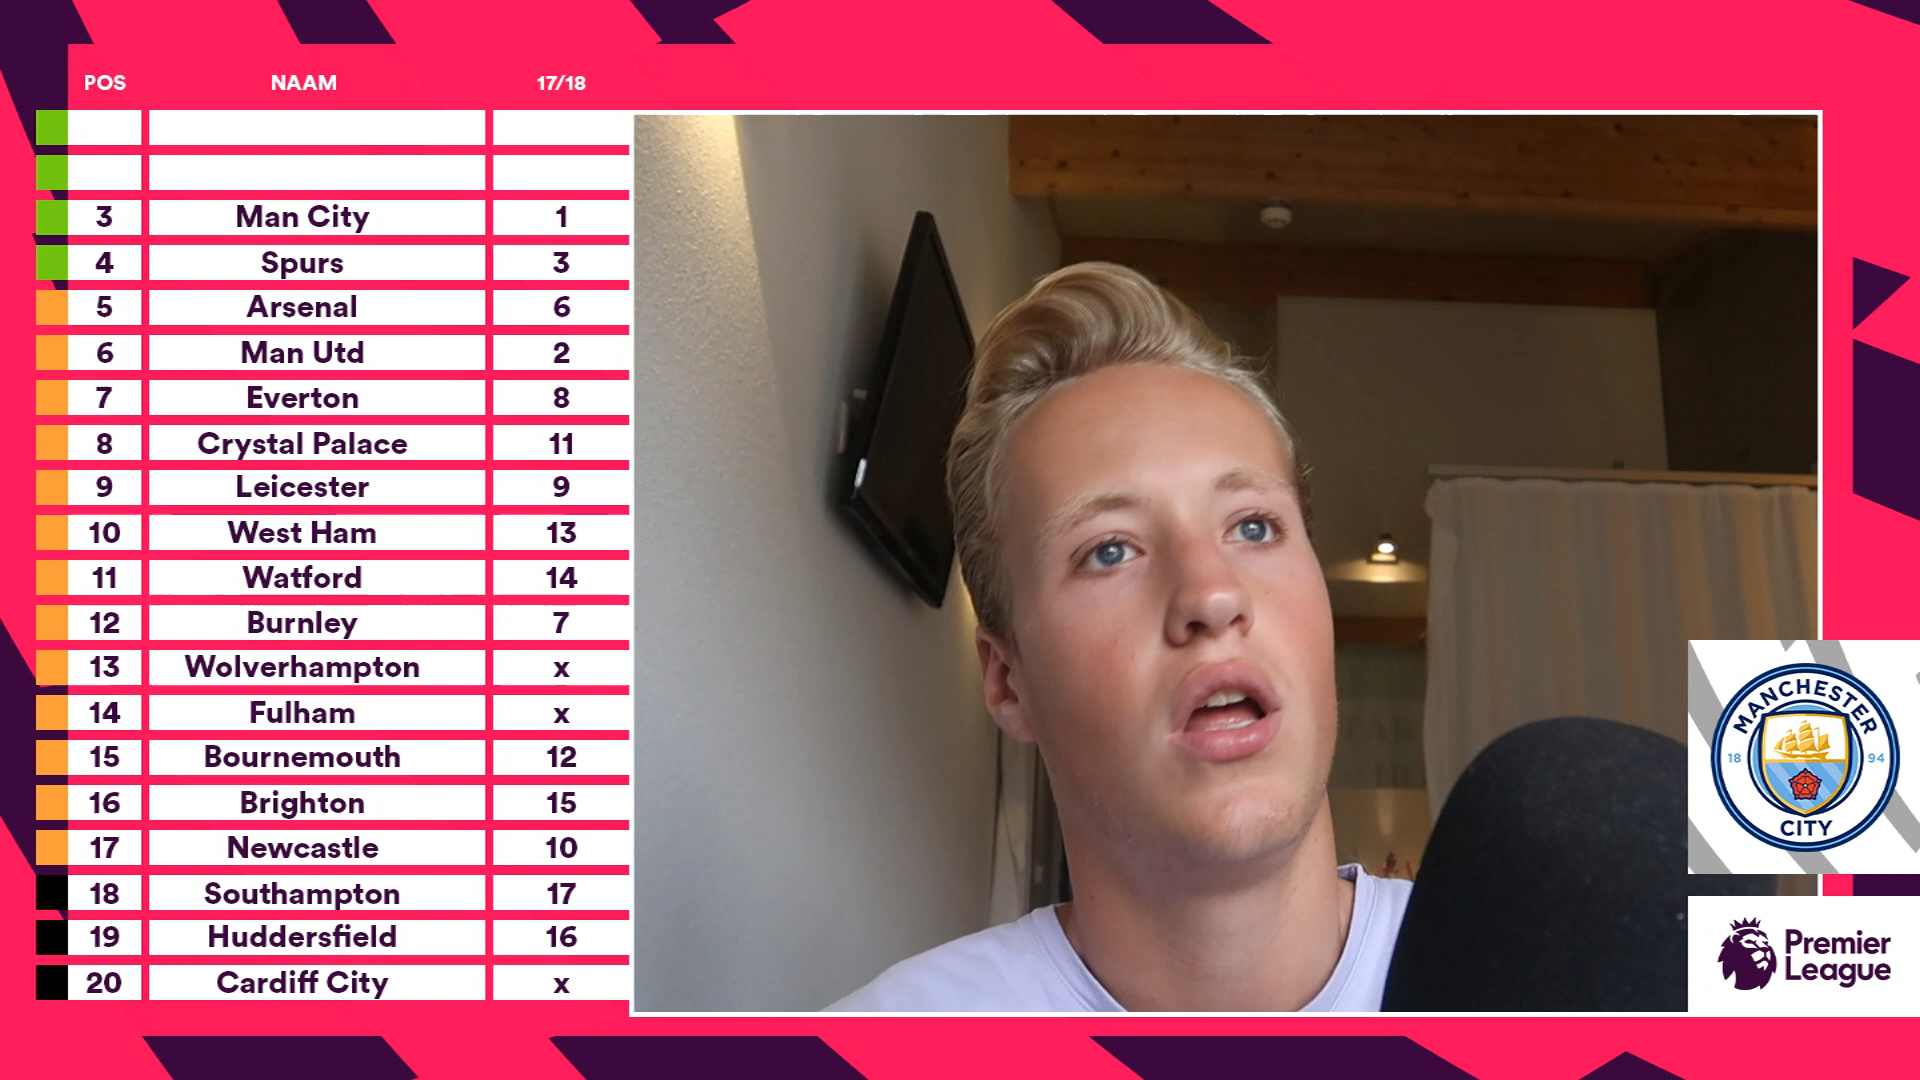 POS NAAM 17/18
3 Man City 1
4 Spurs 3
5 Arsenal 6
6 Man Utd 2
7 Everton 8
8 Crystal Palace 11
9 Leicester 9
10 West Ham 13
11 Watford 14
12 Burnley 7
13 Wolverhampton x
14 Fulham x
15 Bournemouth 12
16 Brighton 15
17 Newcastle 10
18 Southampton 17
19 Huddersfield 16
20 Cardiff City x
MANCHESTER
18 94
CITY
Premier
League